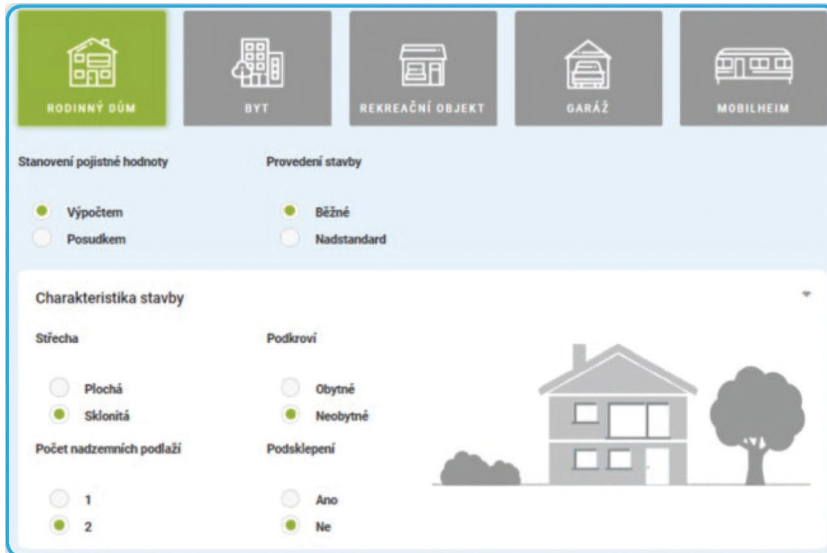 RODINNÝ DŮM
BYT
REKREAČNÍ OBJEKT
GARÁŽ
MOBILHEIM
Stanovení pojistné hodnoty
Provedení stavby
Výpočtem
Běžné
Posudkem
Nadstandard
Charakteristika stavby
Střecha
Podkroví
Plochá
Obytné
Sklonitá
Neobytné
Počet nadzemních podlaží
Podsklepení
1
Ano
2
Ne